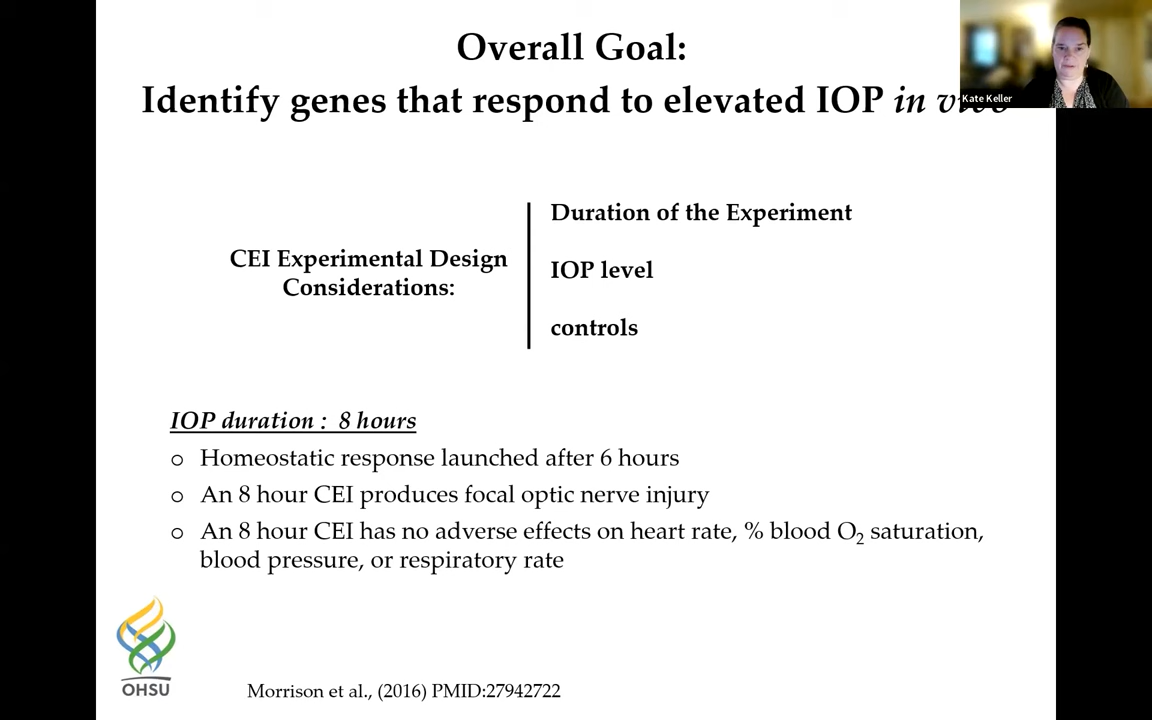 Overall Goal:
Identify genes that respond to elevated IOP in
Kate Keller
CEI Experimental Design
Considerations:
Duration of the Experiment
IOP level
controls
IOP duration : 8 hours
o Homeostatic response launched after 6 hours
o An 8 hour CEI produces focal optic nerve injury
o An 8 hour CEI has no adverse effects on heart rate, % blood O₂ saturation,
blood pressure, or respiratory rate
OHSU
Morrison et al., (2016) PMID:27942722